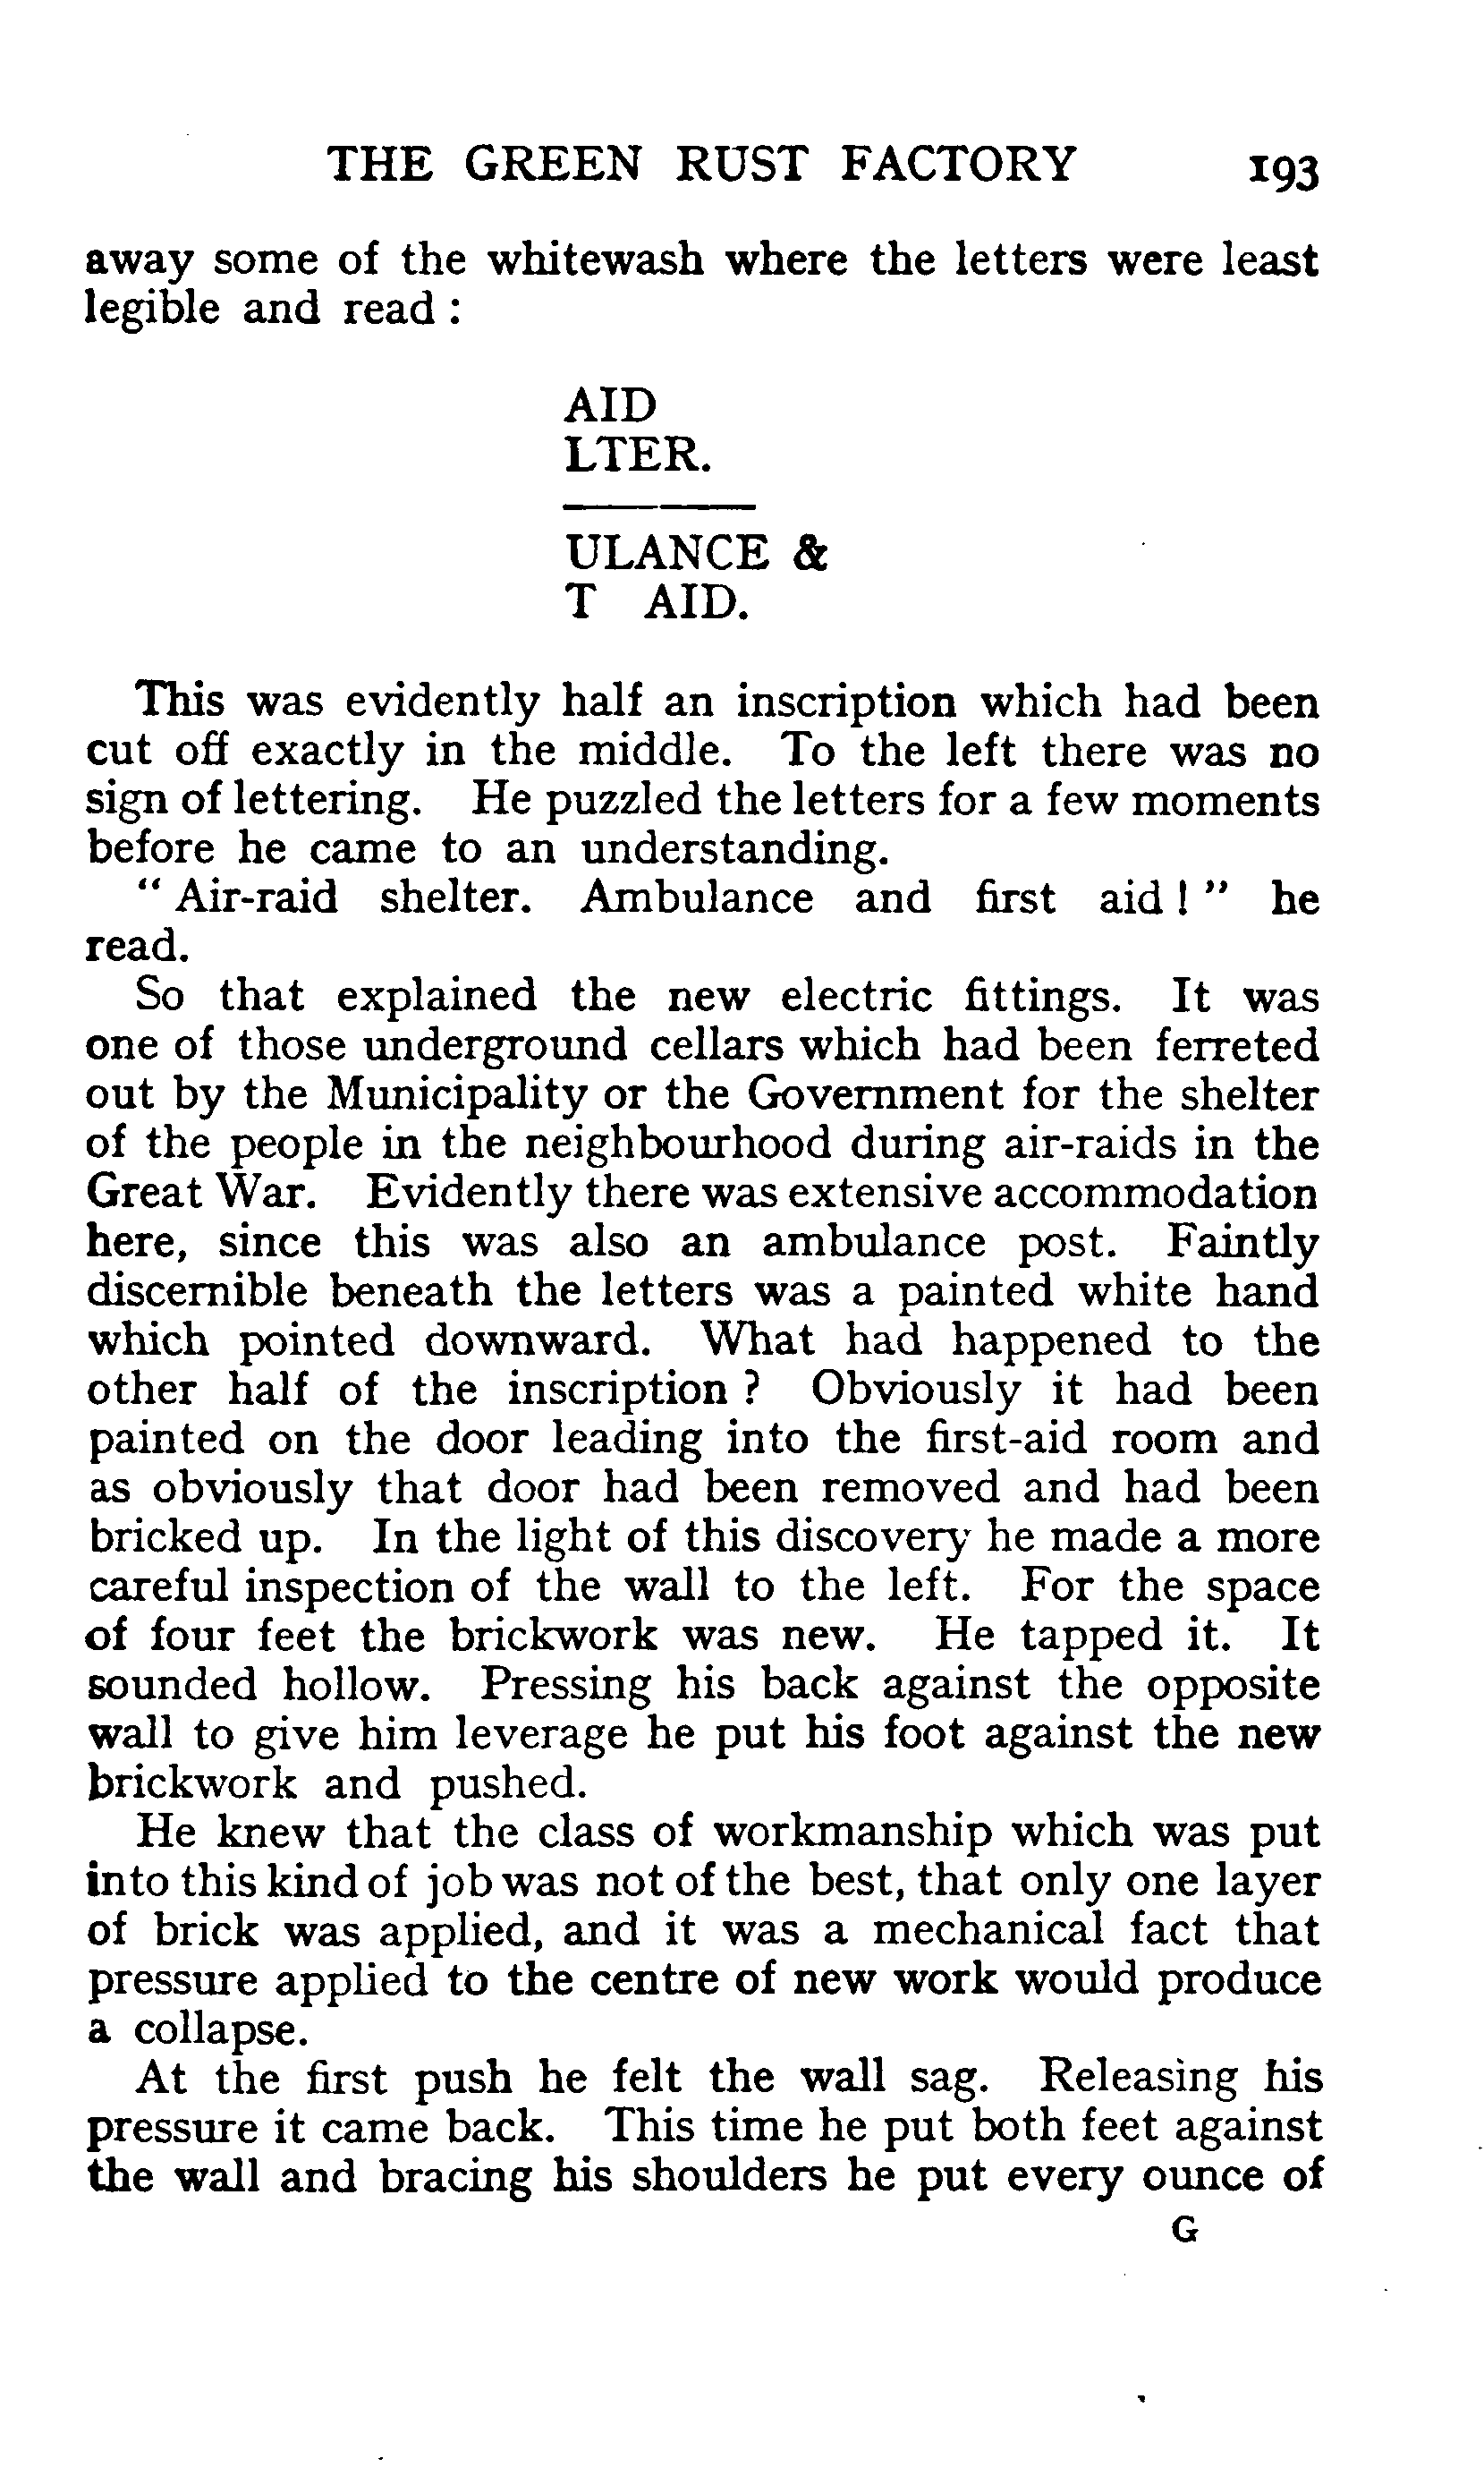 THE GREEN RUST FACTORY 193
away some of the whitewash where the letters were least
legible and read :
AID
LTER.
ULANCE &
T AID.
This was evidently half an inscription which had been
cut off exactly in the middle. To the left there was no
sign of lettering. He puzzled the letters for a few moments
before he came to an understanding.
“ Air-raid shelter. Ambulance and first aid ! ” he
read.
So that explained the new electric fittings. It was
one of those underground cellars which had been ferreted
out by the Municipality or the Government for the shelter
of the people in the neighbourhood during air-raids in the
Great War. Evidently there was extensive accommodation
here, since this was also an ambulance post. Faintly
discernible beneath the letters was a painted white hand
which pointed downward. What had happened to the
other half of the inscription ? Obviously it had been
painted on the door leading into the first-aid room and
as obviously that door had been removed and had been
bricked up. In the light of this discovery he made a more
careful inspection of the wall to the left. For the space
of four feet the brickwork was new. He tapped it. It
sounded hollow. Pressing his back against the opposite
wall to give him leverage he put his foot against the new
brickwork and pushed.
He knew that the class of workmanship which was put
into this kind of job was not of the best, that only one layer
of brick was applied, and it was a mechanical fact that
pressure applied to the centre of new work would produce
a collapse.
At the first push he felt the wall sag. Releasing his
pressure it came back. This time he put both feet against
the wall and bracing his shoulders he put every ounce of
G